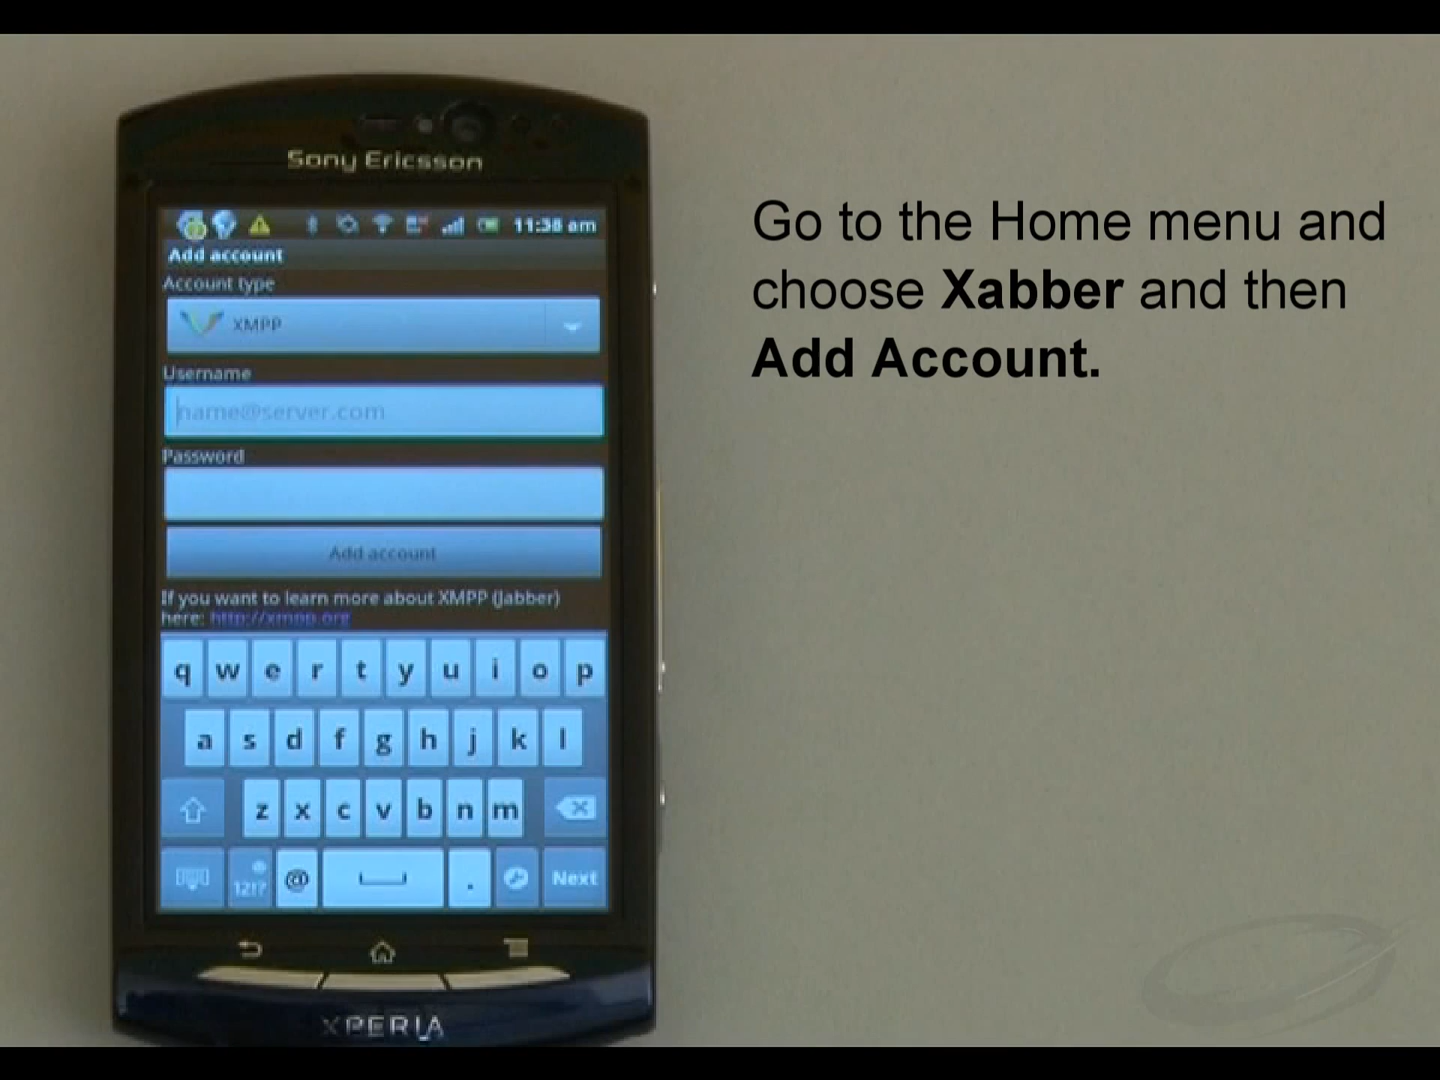 Sony Ericsson
11:38 am
Add account
Account type
XMPP
Username
name@server.com
Password
Add account
If you want to learn more about XMPP (Jabber)
here: http://xmpp.org
q w e r t y u i o p
a s d f g h j k l
z x c v b n m
12!? @ . Next
XPERIA
Go to the Home menu and
choose Xabber and then
Add Account.